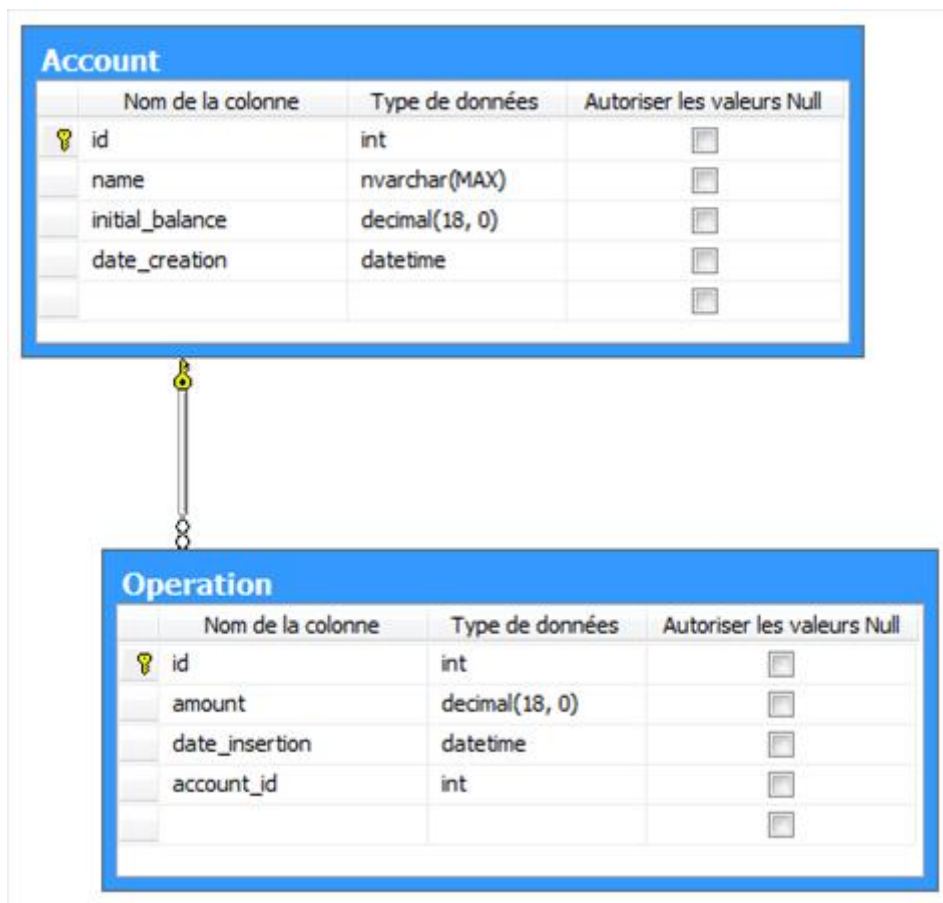 Account
Nom de la colonne Type de données Autoriser les valeurs Null
id int
name nvarchar(MAX)
initial_balance decimal(18, 0)
date_creation datetime
Operation
Nom de la colonne Type de données Autoriser les valeurs Null
id int
amount decimal(18, 0)
date_insertion datetime
account_id int